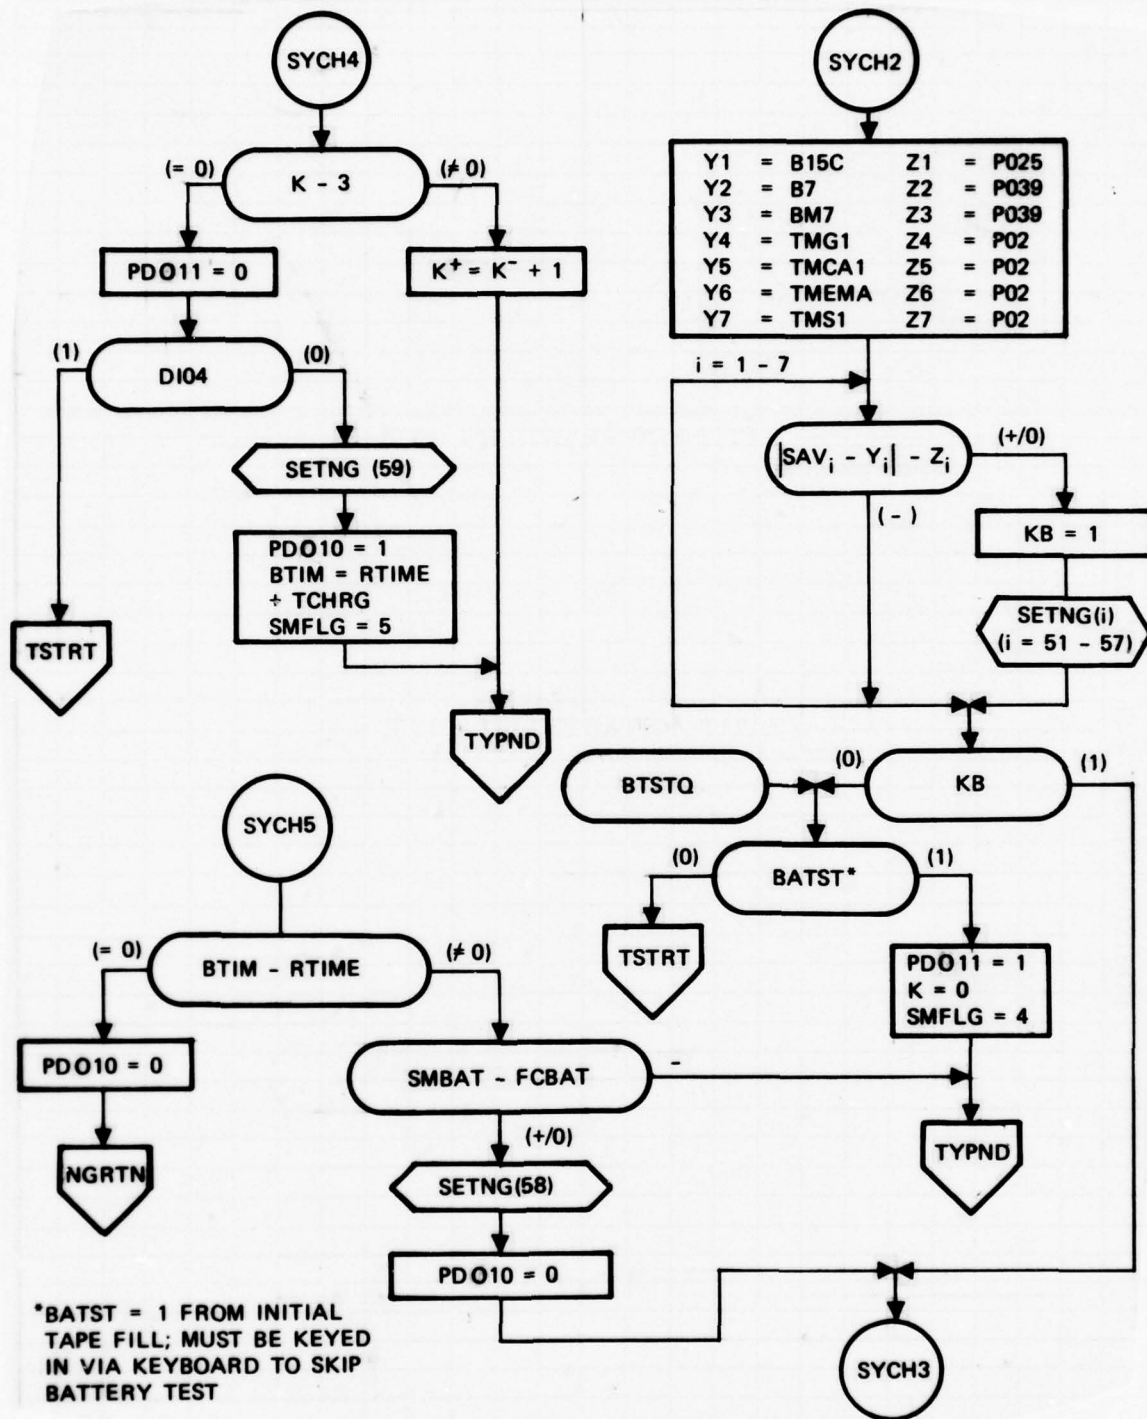 SYCH4
K - 3
(= 0)
(≠ 0)
PDO11 = 0
K⁺ = K⁻ + 1
DI04
(1)
(0)
SETNG (59)
PDO10 = 1
BTIM = RTIME
+ TCHRG
SMFLG = 5
TSTRT
TYPND
SYCH2
Y1 = B15C Z1 = P025
Y2 = B7 Z2 = P039
Y3 = BM7 Z3 = P039
Y4 = TMG1 Z4 = P02
Y5 = TMCA1 Z5 = P02
Y6 = TMEMA Z6 = P02
Y7 = TMS1 Z7 = P02
i = 1 - 7
|SAVᵢ - Yᵢ| - Zᵢ
(+/0)
(-)
KB = 1
SETNG(i)
(i = 51 - 57)
BTSTQ
(0)
KB
(1)
BATST*
(0)
(1)
TSTRT
PDO11 = 1
K = 0
SMFLG = 4
TYPND
SYCH5
BTIM - RTIME
(= 0)
(≠ 0)
PDO10 = 0
NGRTN
SMBAT - FCBAT
-
(+/0)
SETNG(58)
PDO10 = 0
SYCH3
*BATST = 1 FROM INITIAL
TAPE FILL; MUST BE KEYED
IN VIA KEYBOARD TO SKIP
BATTERY TEST